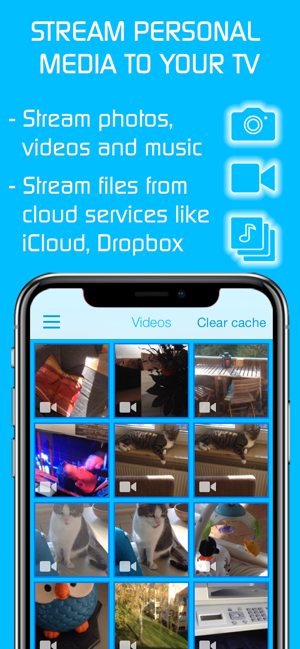 STREAM PERSONAL
MEDIA TO YOUR TV
- Stream photos,
videos and music
- Stream files from
cloud services like
iCloud, Dropbox
Videos Clear cache